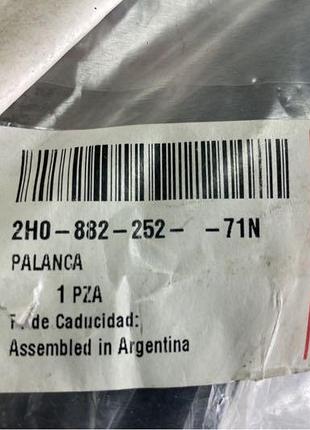 2H0-882-252- -71N
PALANCA
1 PZA
F. de Caducidad:
Assembled in Argentina